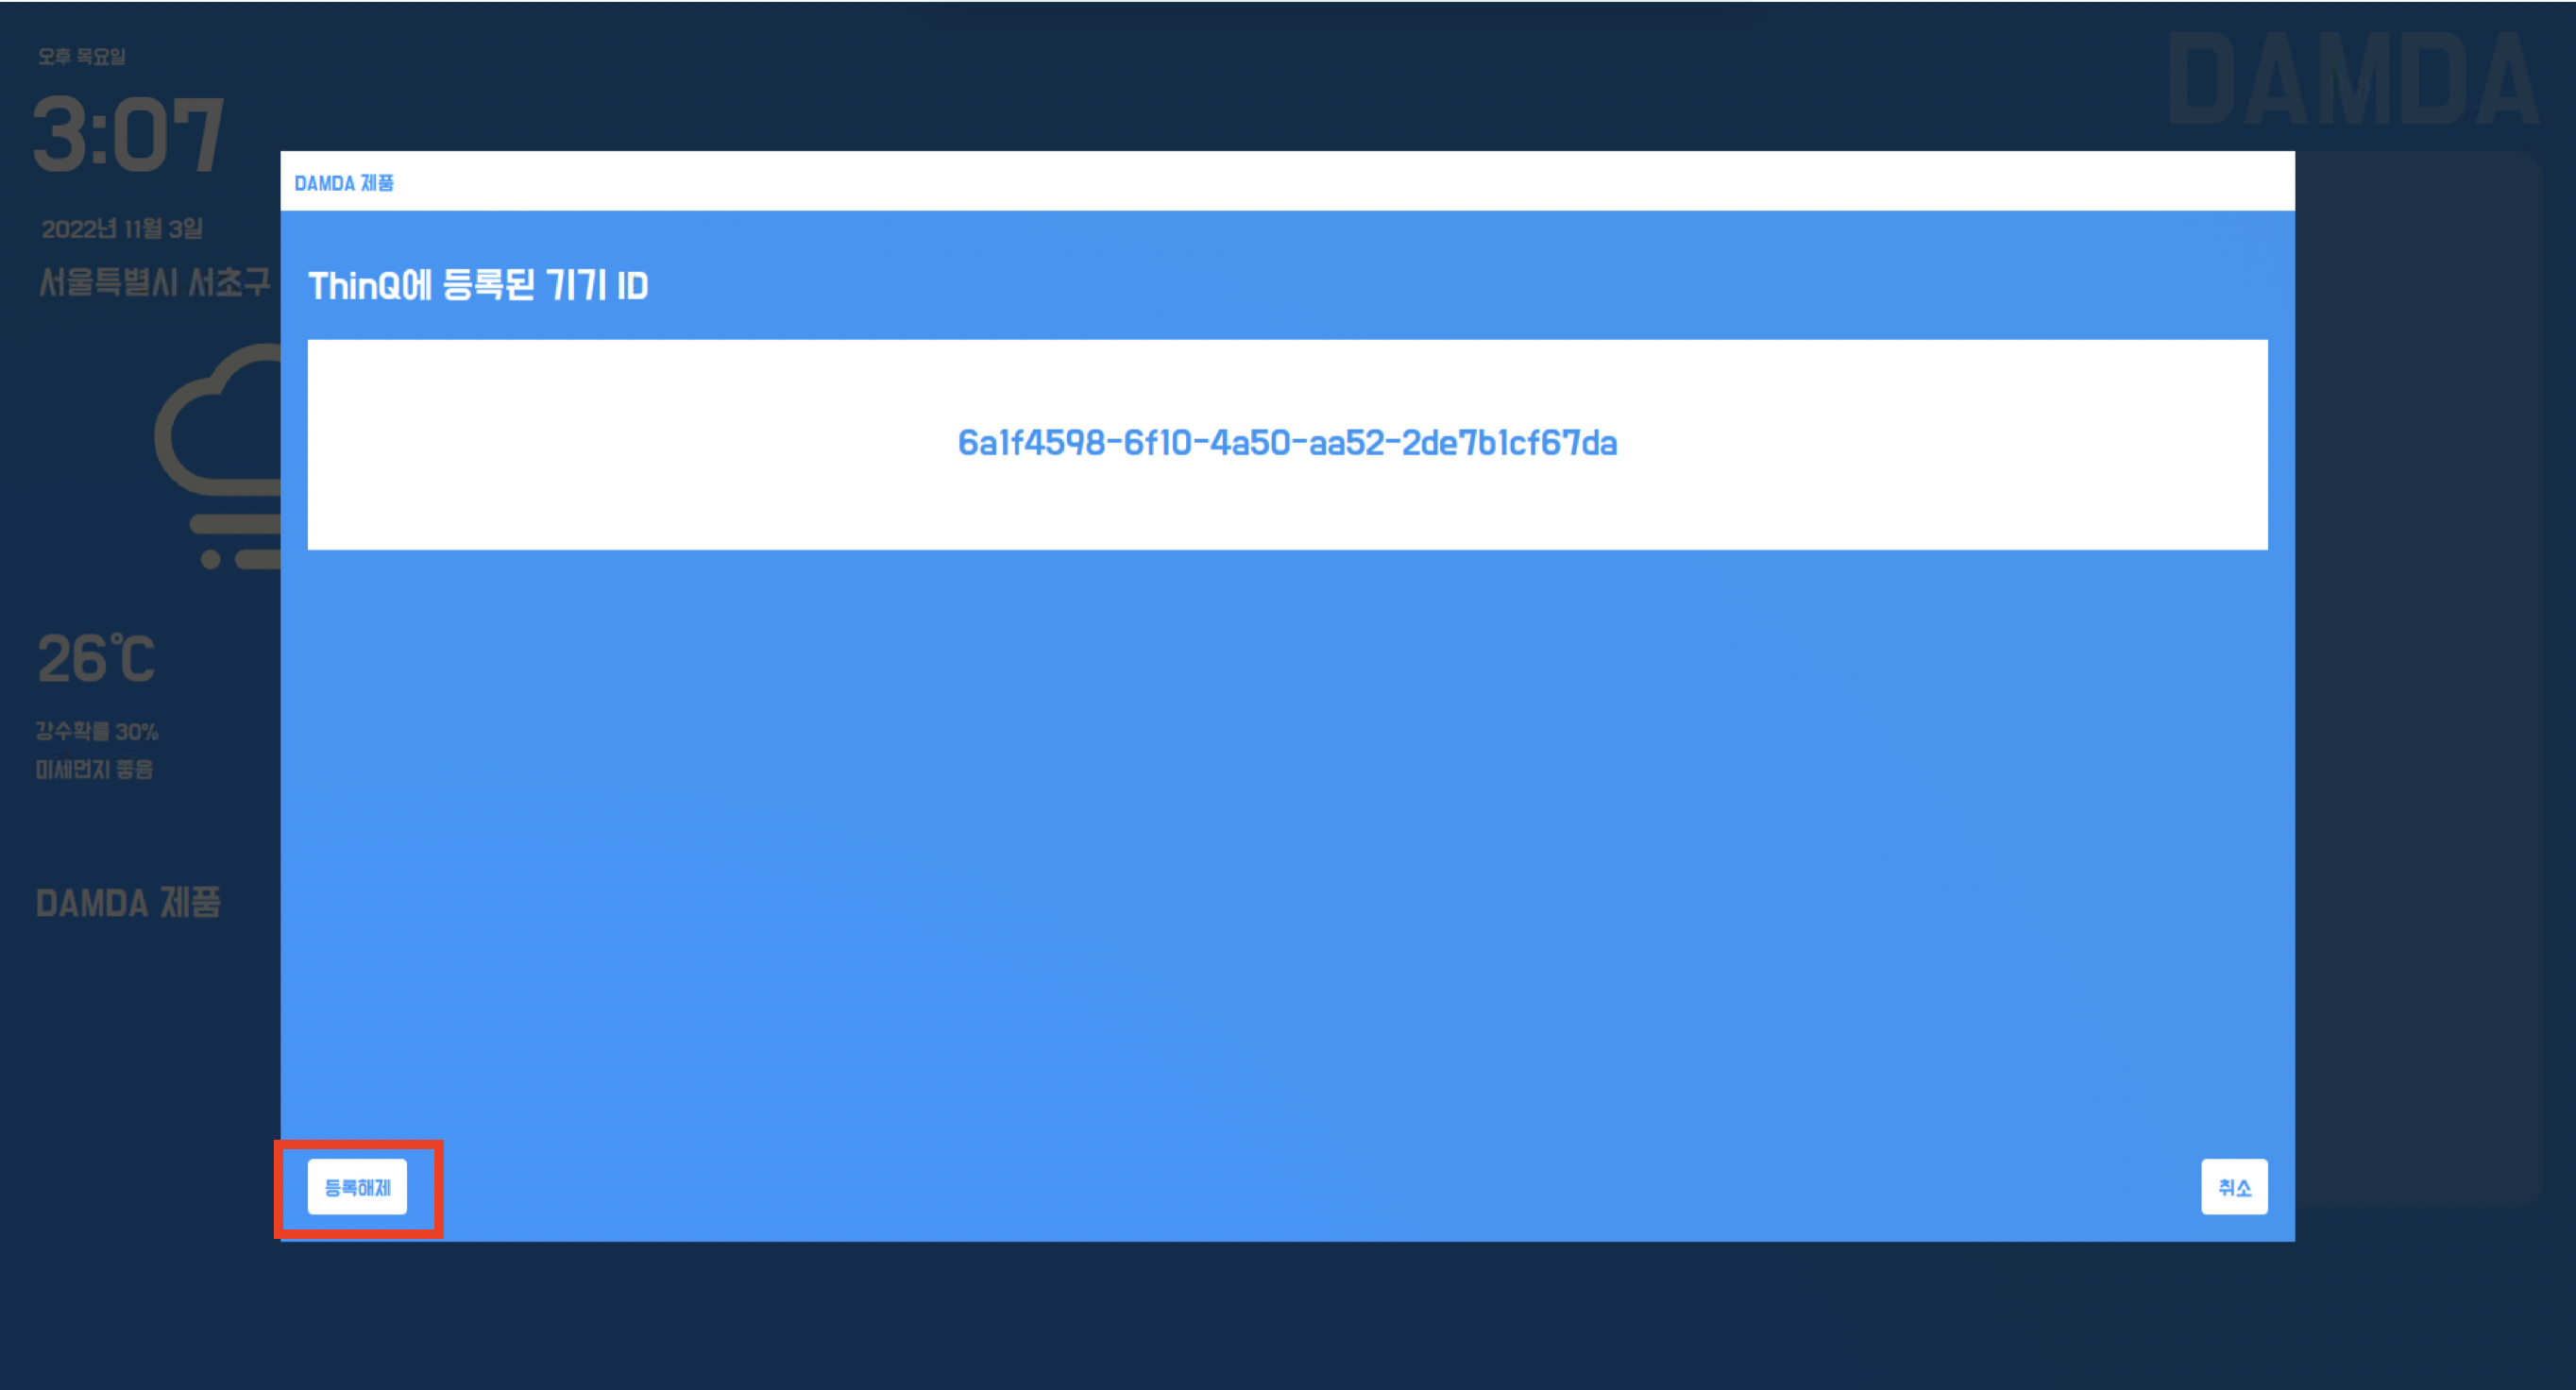 오후 목요일
3:07
2022년 11월 3일
서울특별시 서초구
26℃
강수확률 30%
미세먼지 좋음
DAMDA 제품
DAMDA
DAMDA 제품
ThinQ에 등록된 기기 ID
6a1f4598-6f10-4a50-aa52-2de7b1cf67da
등록해제
취소